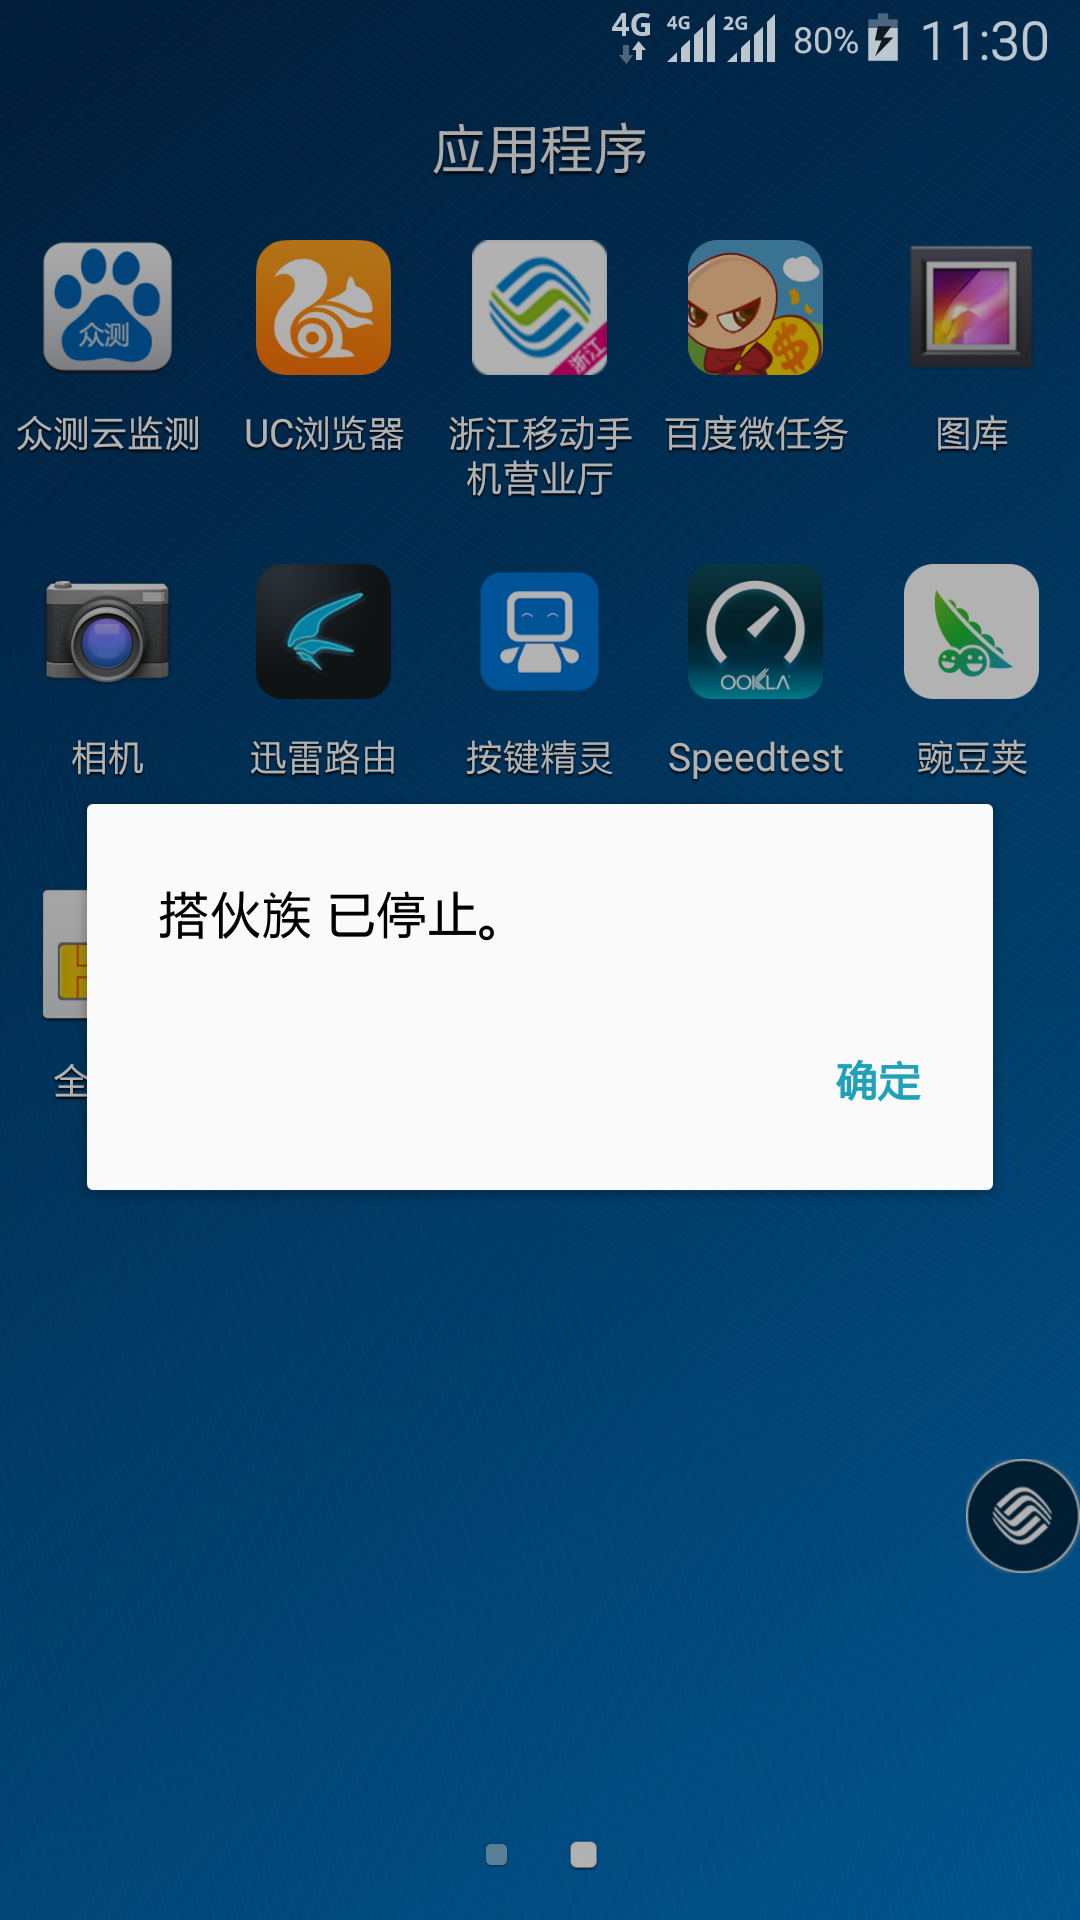 4G 4G 2G 80% 11:30
应用程序
众测
浙江
众测云监测 UC浏览器 浙江移动手机营业厅 百度微任务 图库
OOKLA
相机 迅雷路由 按键精灵 Speedtest 豌豆荚
搭伙族 已停止。
全
确定